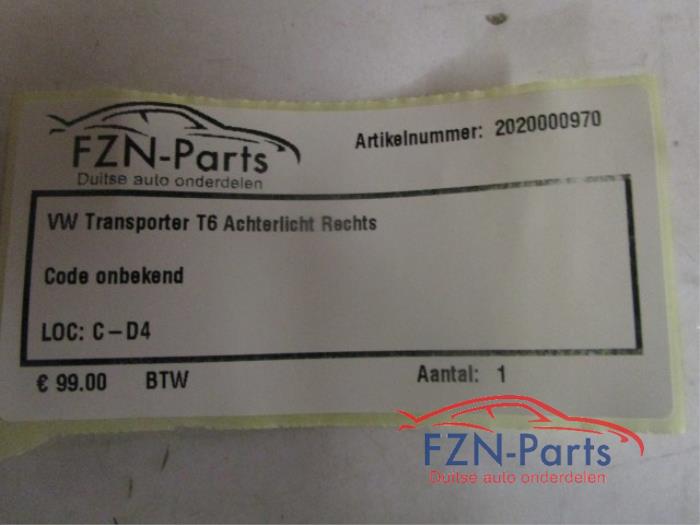 FZN-Parts
Duitse auto onderdelen
Artikelnummer: 2020000970
VW Transporter T6 Achterlicht Rechts
Code onbekend
LOC: C-D4
€ 99.00 BTW Aantal: 1
FZN-Parts
Duitse auto onderdelen